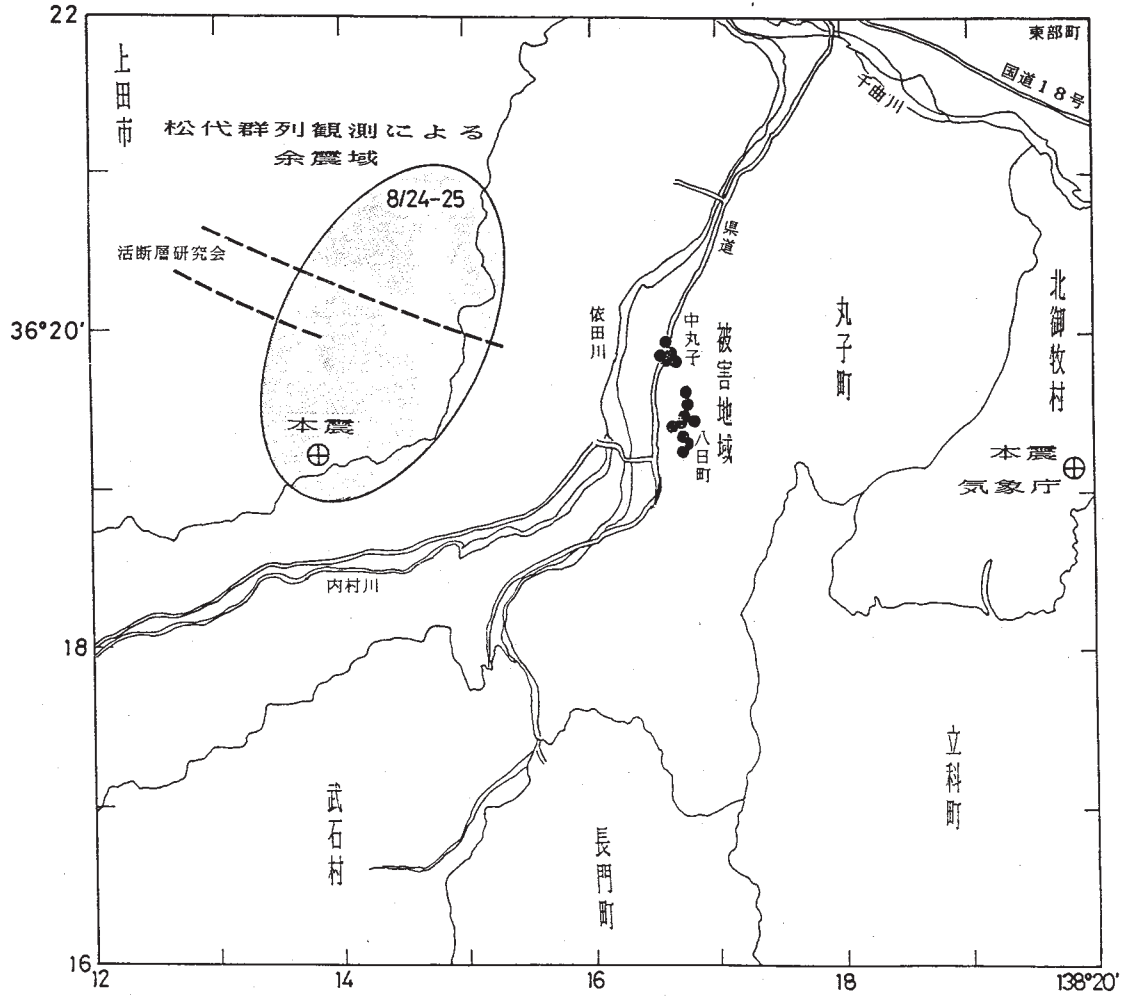 22
上田市
東部町
国道18号
千曲川
松代群列観測による
余震域
8/24-25
活断層研究会
県道
36°20'
依田川
中丸子
被害地域
丸子町
北御牧村
本震
八日町
本震
気象庁
内村川
18
武石村
長門町
立科町
16
12
14
16
18
138°20'